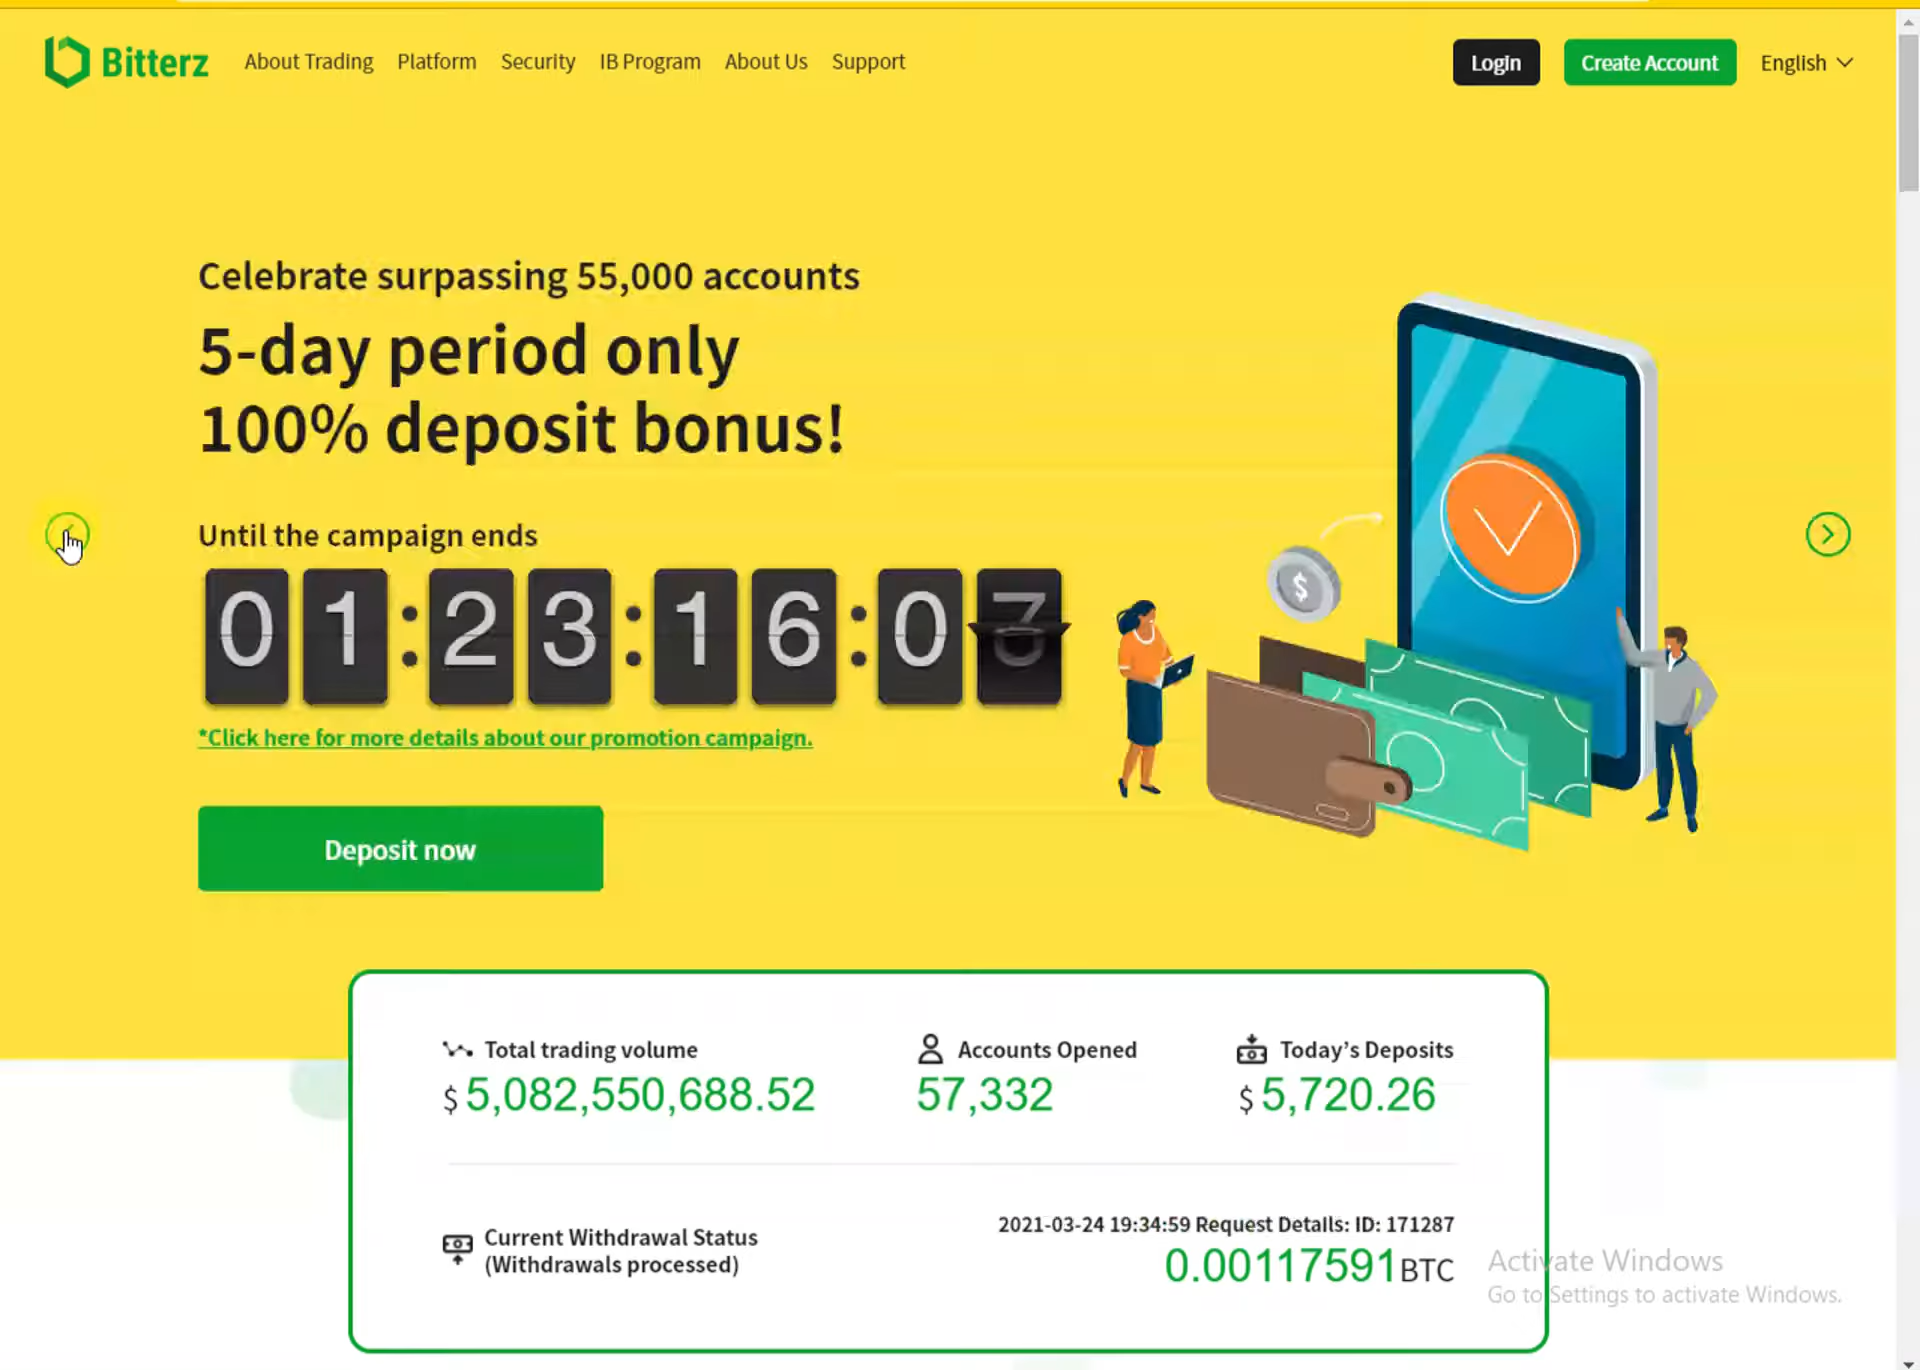 Bitterz About Trading Platform Security IB Program About Us Support Login Create Account English
Celebrate surpassing 55,000 accounts
5-day period only
100% deposit bonus!
Until the campaign ends
01:23:16:0
*Click here for more details about our promotion campaign.
Deposit now
$
Total trading volume Accounts Opened Today's Deposits
$ 5,082,550,688.52 57,332 $ 5,720.26
2021-03-24 19:34:59 Request Details: ID: 171287
Current Withdrawal Status
(Withdrawals processed)
0.00117591BTC
Activate Windows
Go to Settings to activate Windows.